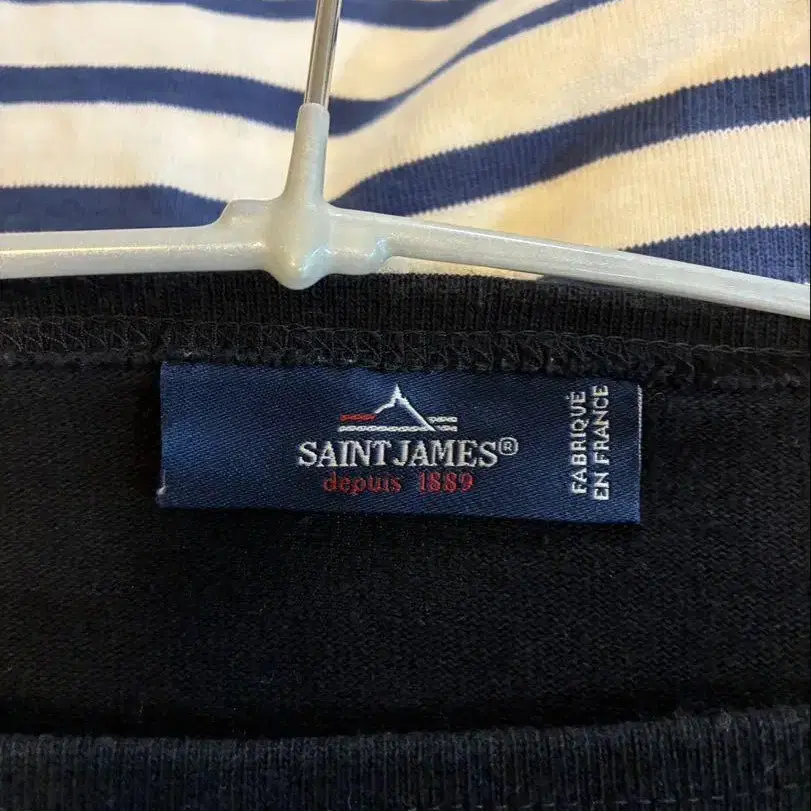 SAINT JAMES®
depuis 1889
FABRIQUÉ
EN FRANCE